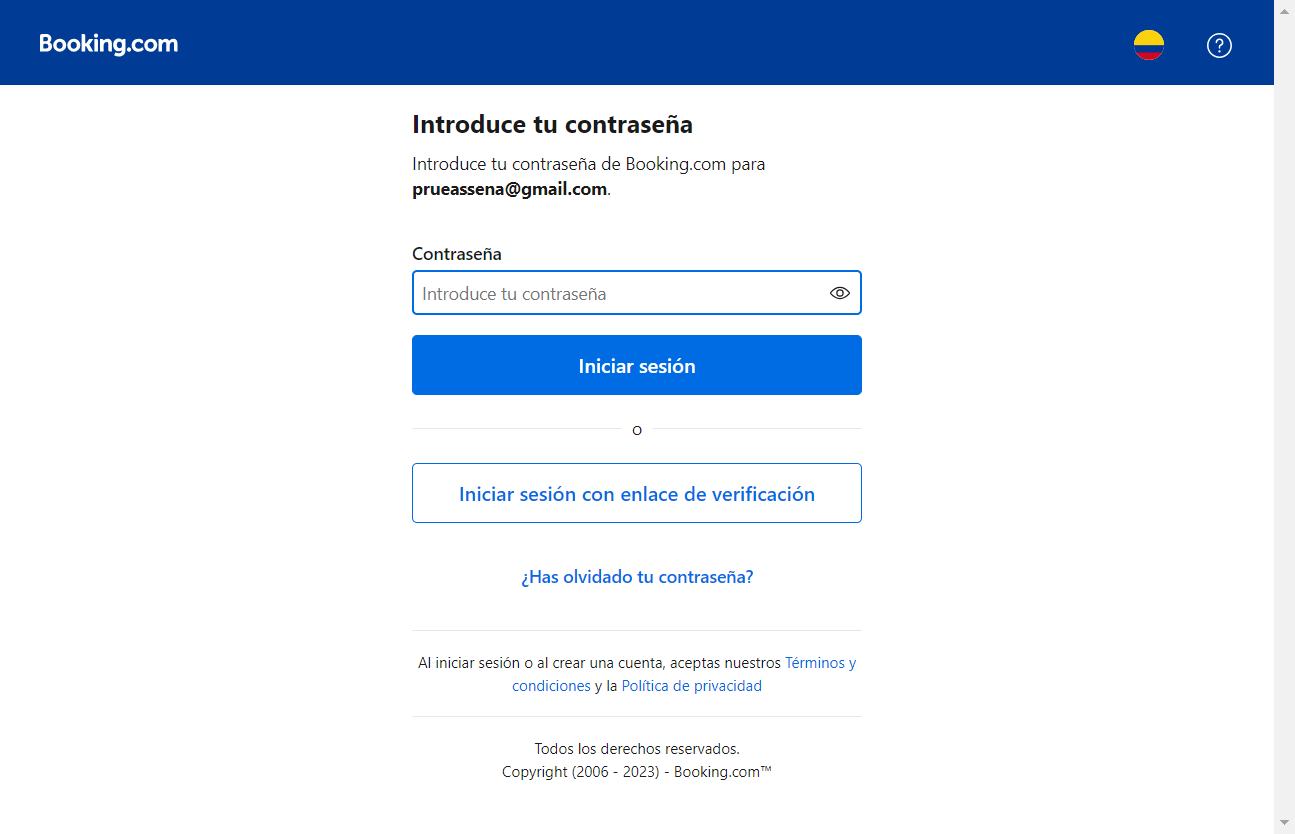 Booking.com
Introduce tu contraseña
Introduce tu contraseña de Booking.com para
prueassena@gmail.com.
Contraseña
Introduce tu contraseña
Iniciar sesión
O
Iniciar sesión con enlace de verificación
¿Has olvidado tu contraseña?
Al iniciar sesión o al crear una cuenta, aceptas nuestros Términos y
condiciones y la Política de privacidad
Todos los derechos reservados.
Copyright (2006 - 2023) - Booking.com™